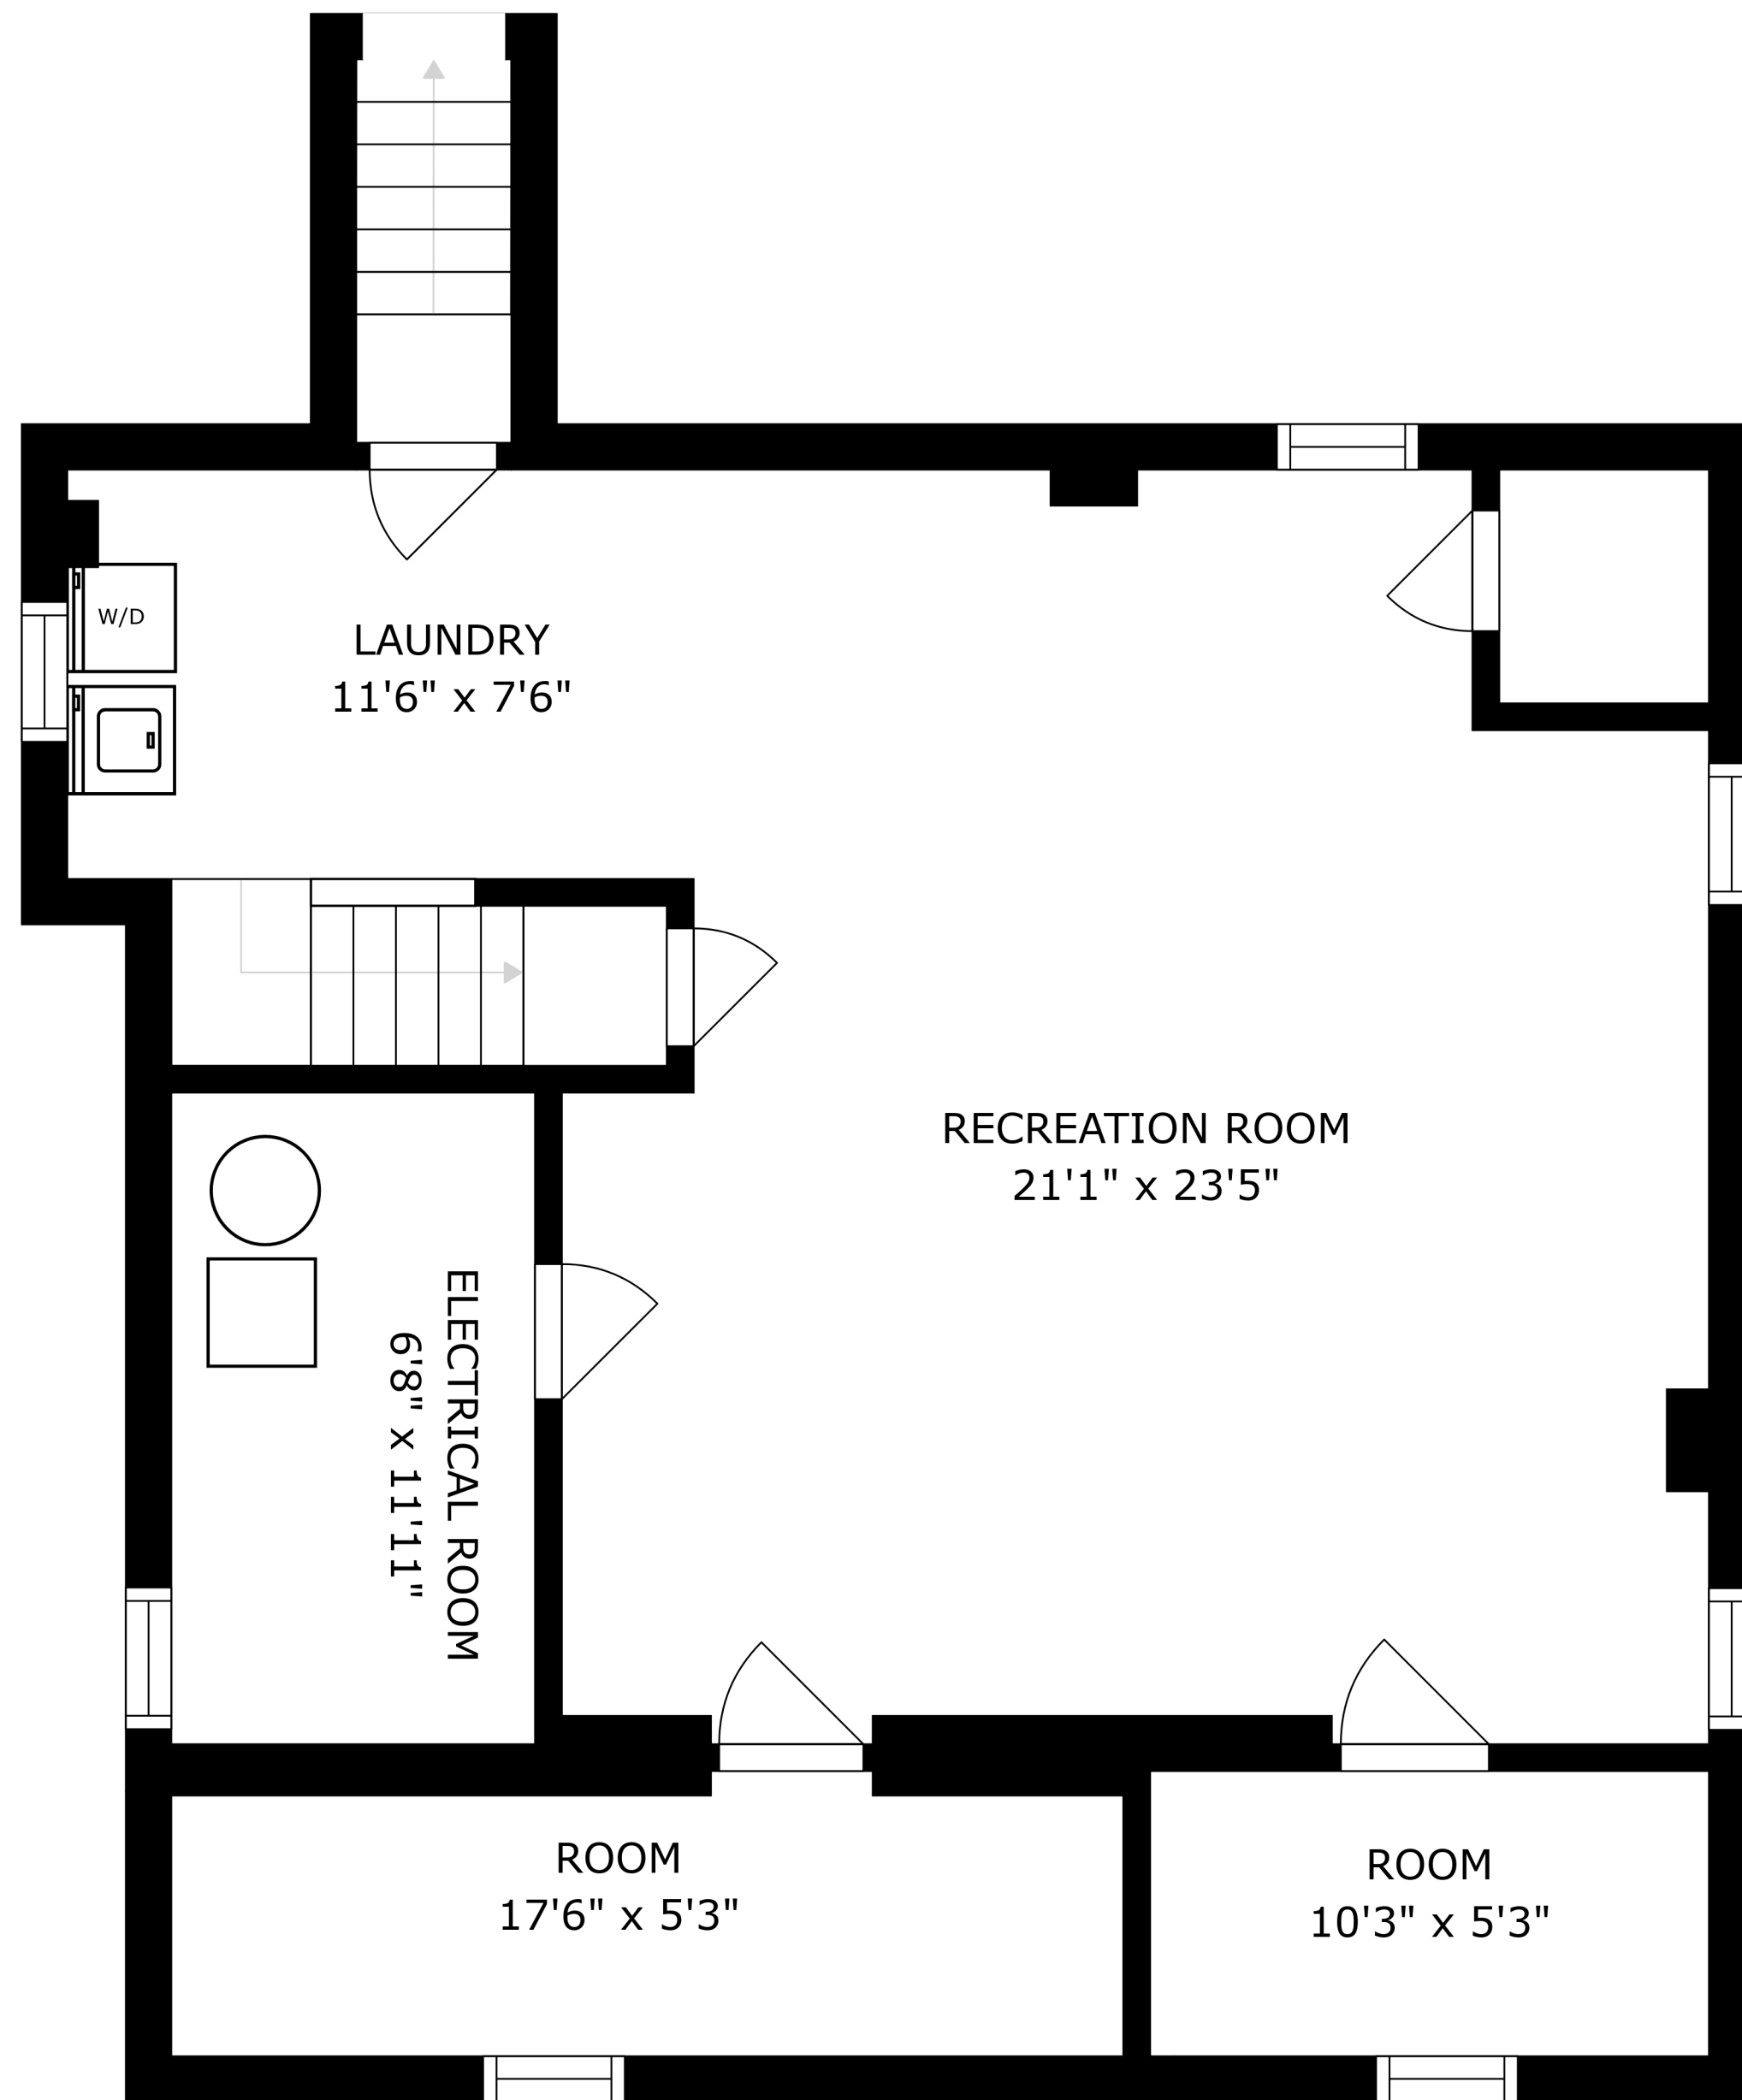 W/D
LAUNDRY
11'6" x 7'6"
RECREATION ROOM
21'1" x 23'5"
ELECTRICAL ROOM
6'8" x 11'11"
ROOM
17'6" x 5'3"
ROOM
10'3" x 5'3"